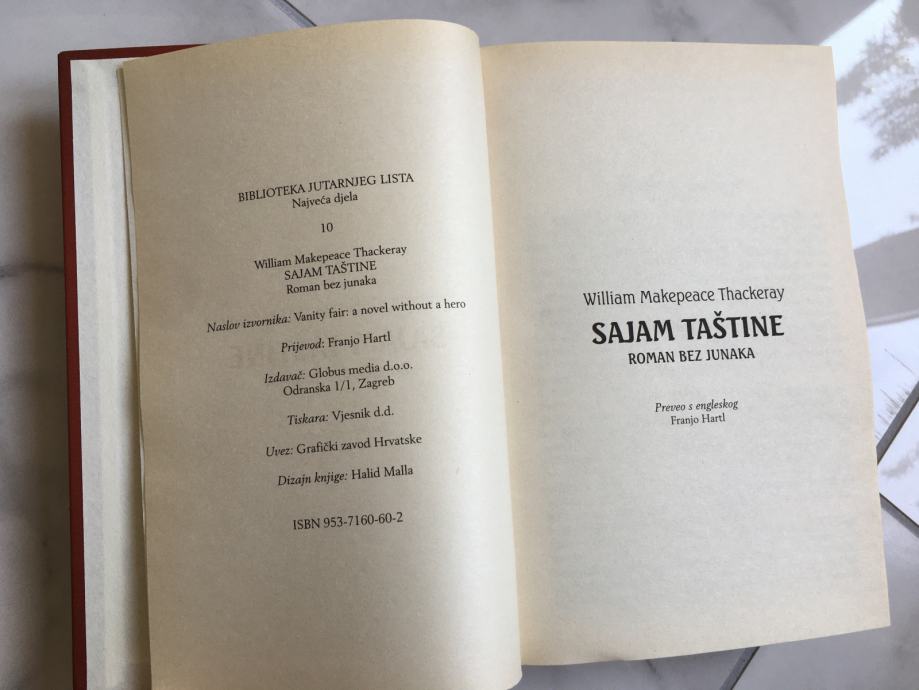 BIBLIOTEKA JUTARNJEG LISTA
Najveća djela
10
William Makepeace Thackeray
SAJAM TAŠTINE
Roman bez junaka
Naslov izvornika: Vanity fair: a novel without a hero
Prijevod: Franjo Hartl
Izdavač: Globus media d.o.o.
Odranska 1/1, Zagreb
Tiskara: Vjesnik d.d.
Uvez: Grafički zavod Hrvatske
Dizajn knjige: Halid Malla
ISBN 953-7160-60-2
William Makepeace Thackeray
SAJAM TAŠTINE
ROMAN BEZ JUNAKA
Preveo s engleskog
Franjo Hartl